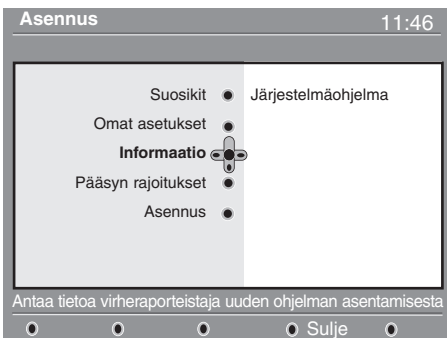 Asennus 11:46
Suosikit Järjestelmäohjelma
Omat asetukset
Informaatio
Pääsyn rajoitukset
Asennus
Antaa tietoa virheraporteistaja uuden ohjelman asentamisesta
Sulje